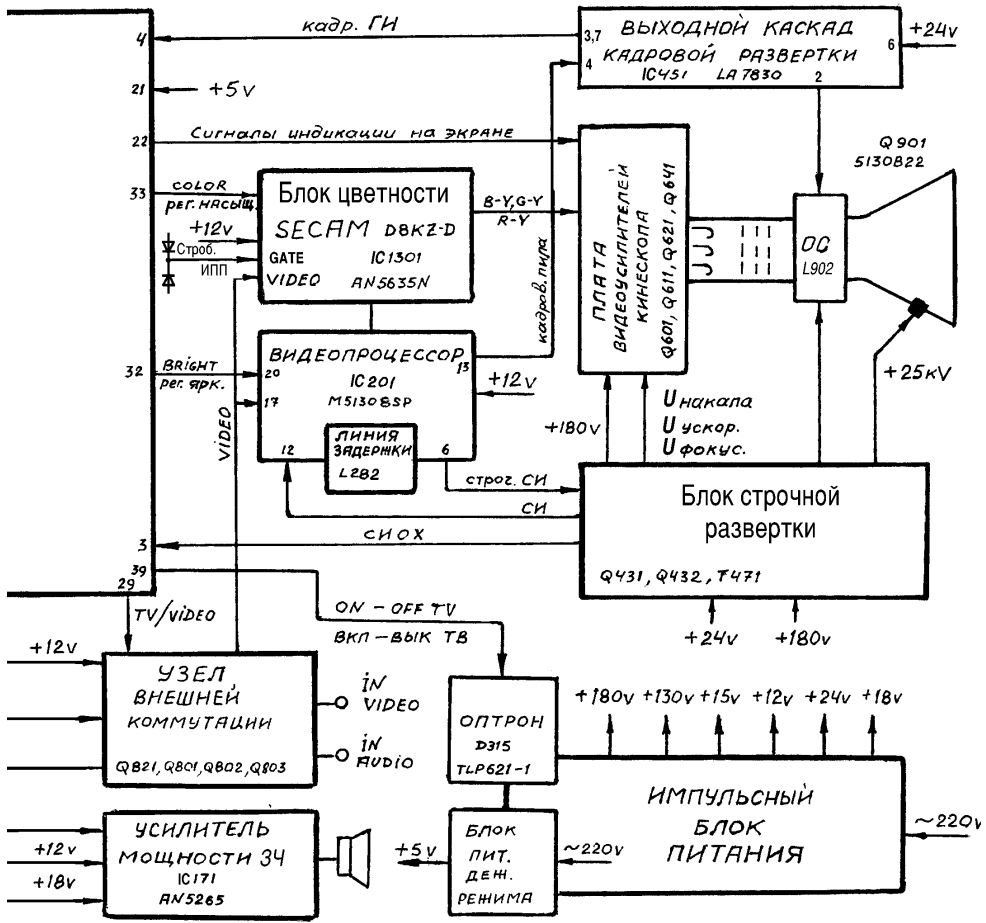 4
кадр. ГИ
3,7
ВЫХОДНОЙ КАСКАД
КАДРОВОЙ РАЗВЕРТКИ
IC451 LA7830
4
2
6
+24v
21
+5v
22
Сигналы индикации на ЭКРАНЕ
Q901
5130822
33
COLOR
рег. НАСЫЩ.
+12v
Строб.
ИПП
Блок цветности
SECAM D8KZ-D
GATE IC1301
VIDEO AN5635N
B-Y, G-Y
R-Y
кадров. пила
ПЛАТА
ВИДЕОУСИЛИТЕЛЕЙ
КИНЕСКОПА
Q601, Q611, Q621, Q641
ОС
L902
+25kV
32
BRIGHT
рег. ЯРК.
VIDEO
ВИДЕОПРОЦЕССОР
20
IC201
13
M51308SP
17
+12v
12
ЛИНИЯ
ЗАДЕРЖКИ
L282
6
+180v
U накала
U ускор.
U фокус.
строч. СИ
СИ
СИОХ
3
Блок строчной
развертки
Q431, Q432, T471
+24v
+180v
39
29
TV/VIDEO
ON-OFF TV
ВКЛ-ВЫК ТВ
+12v
УЗЕЛ
ВНЕШНЕЙ
КОММУТАЦИИ
Q821, Q801, Q802, Q803
IN
VIDEO
IN
AUDIO
ОПТРОН
D315
TLP621-1
+180v
+130v
+15v
+12v
+24v
+18v
ИМПУЛЬСНЫЙ
БЛОК
ПИТАНИЯ
~220v
+12v
+18v
УСИЛИТЕЛЬ
МОЩНОСТИ ЗЧ
IC171
AN5265
+5v
БЛОК
ПИТ.
ДЕЖ.
РЕЖИМА
~220v